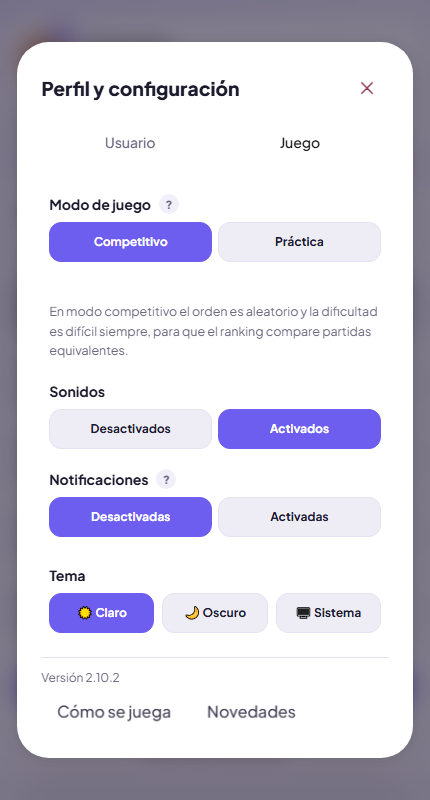 Perfil y configuración
Usuario
Juego
Modo de juego ?
Competitivo
Práctica
En modo competitivo el orden es aleatorio y la dificultad
es difícil siempre, para que el ranking compare partidas
equivalentes.
Sonidos
Desactivados
Activados
Notificaciones ?
Desactivadas
Activadas
Tema
Claro
Oscuro
Sistema
Versión 2.10.2
Cómo se juega
Novedades